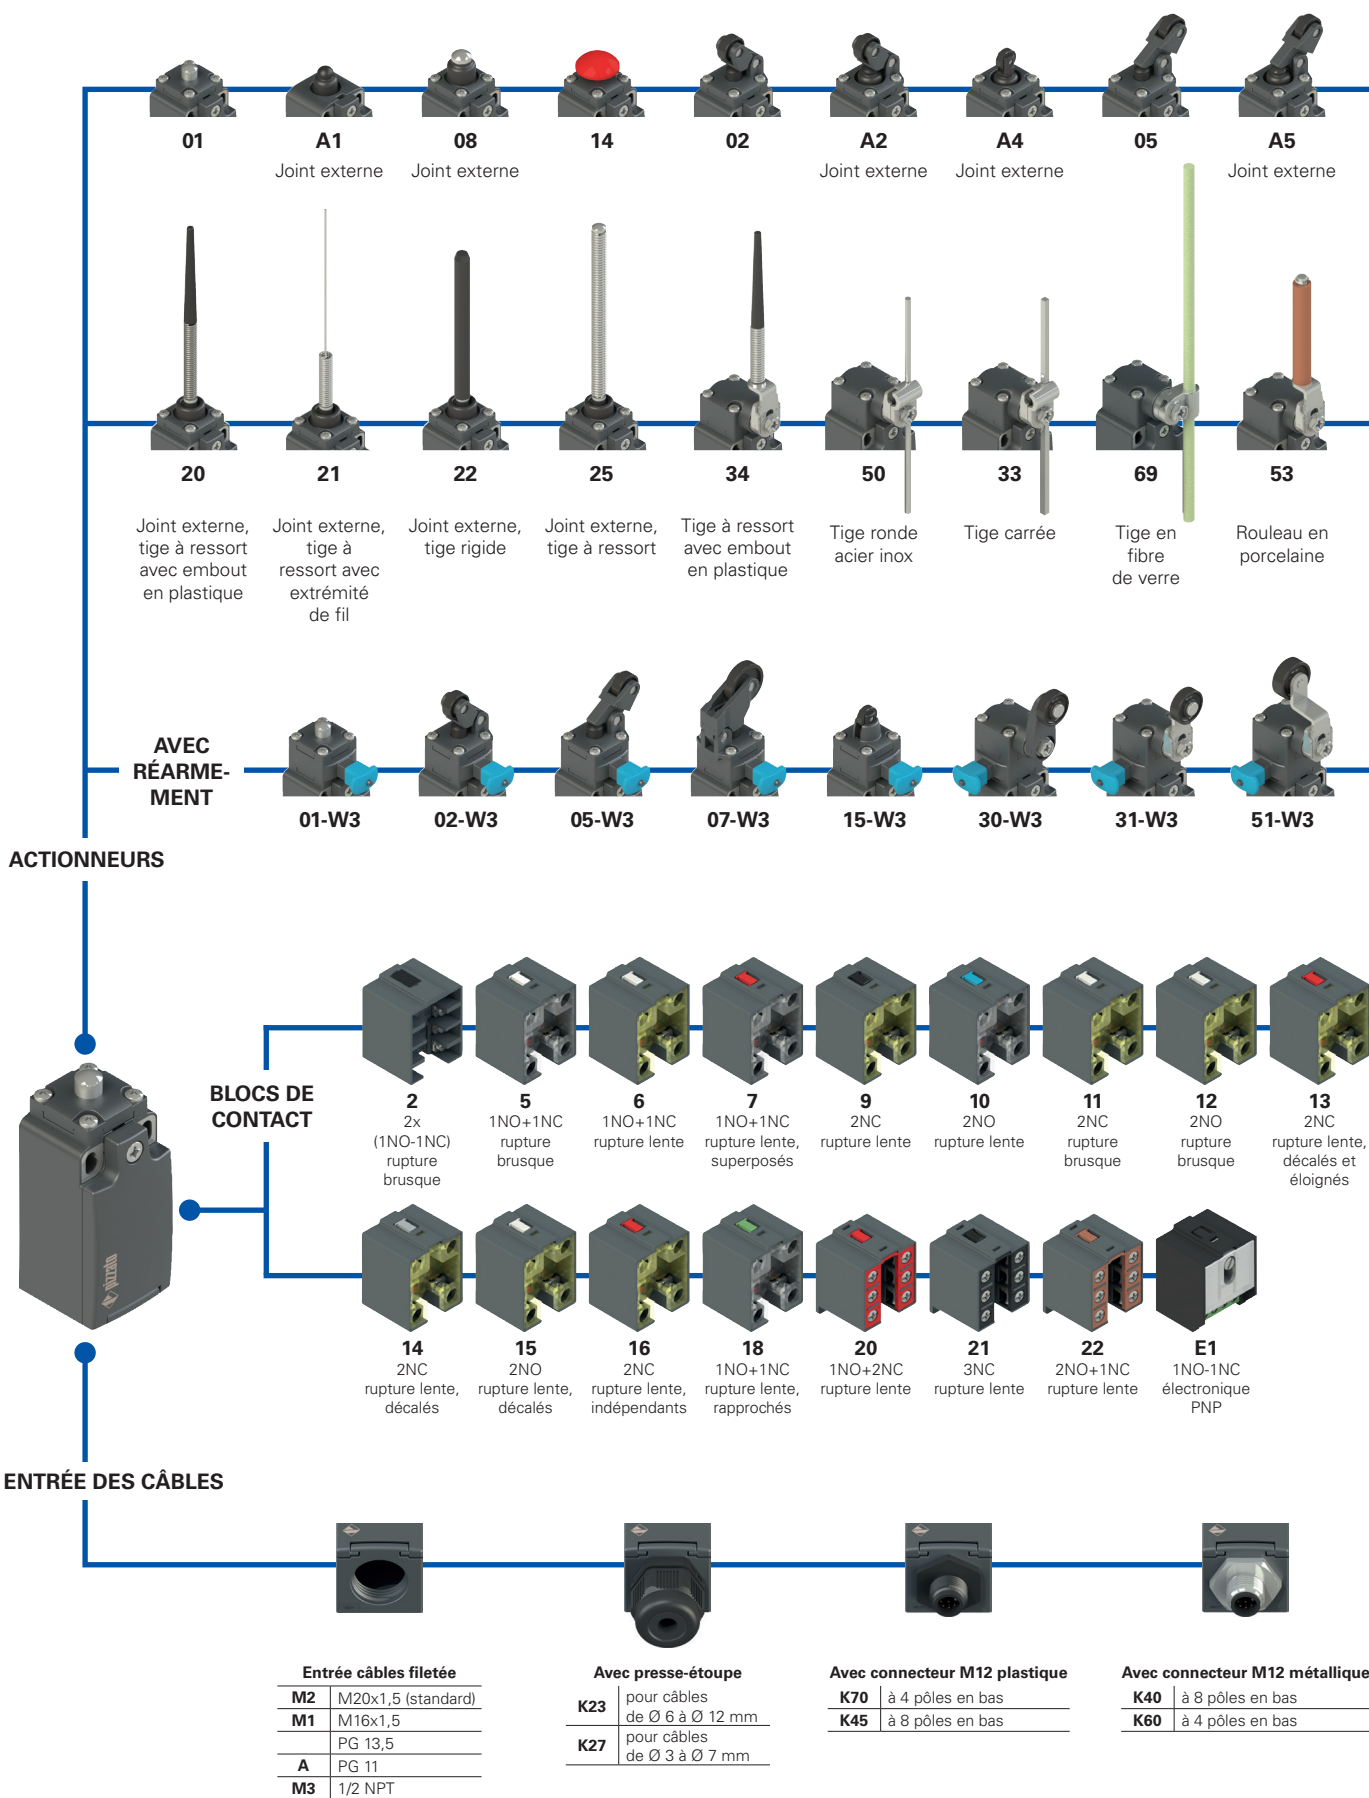 01
A1
08
14
02
A2
A4
05
A5
Joint externe
Joint externe
Joint externe
Joint externe
Joint externe
20
21
22
25
34
50
33
69
53
Joint externe,
tige à ressort
avec embout
en plastique
Joint externe,
tige à
ressort avec
extrémité
de fil
Joint externe,
tige rigide
Joint externe,
tige à ressort
Tige à ressort
avec embout
en plastique
Tige ronde
acier inox
Tige carrée
Tige en
fibre
de verre
Rouleau en
porcelaine
AVEC
RÉARME-
MENT
01-W3
02-W3
05-W3
07-W3
15-W3
30-W3
31-W3
51-W3
ACTIONNEURS
pizzato
BLOCS DE
CONTACT
2
2x
(1NO-1NC)
rupture
brusque
5
1NO+1NC
rupture
brusque
6
1NO+1NC
rupture lente
7
1NO+1NC
rupture lente,
superposés
9
2NC
rupture lente
10
2NO
rupture lente
11
2NC
rupture
brusque
12
2NO
rupture
brusque
13
2NC
rupture lente,
décalés et
éloignés
14
2NC
rupture lente,
décalés
15
2NO
rupture lente,
décalés
16
2NC
rupture lente,
indépendants
18
1NO+1NC
rupture lente,
rapprochés
20
1NO+2NC
rupture lente
21
3NC
rupture lente
22
2NO+1NC
rupture lente
E1
1NO-1NC
électronique
PNP
ENTRÉE DES CÂBLES
Entrée câbles filetée
M2 M20x1,5 (standard)
M1 M16x1,5
PG 13,5
A PG 11
M3 1/2 NPT
Avec presse-étoupe
K23 pour câbles
de Ø 6 à Ø 12 mm
K27 pour câbles
de Ø 3 à Ø 7 mm
Avec connecteur M12 plastique
K70 à 4 pôles en bas
K45 à 8 pôles en bas
Avec connecteur M12 métallique
K40 à 8 pôles en bas
K60 à 4 pôles en bas